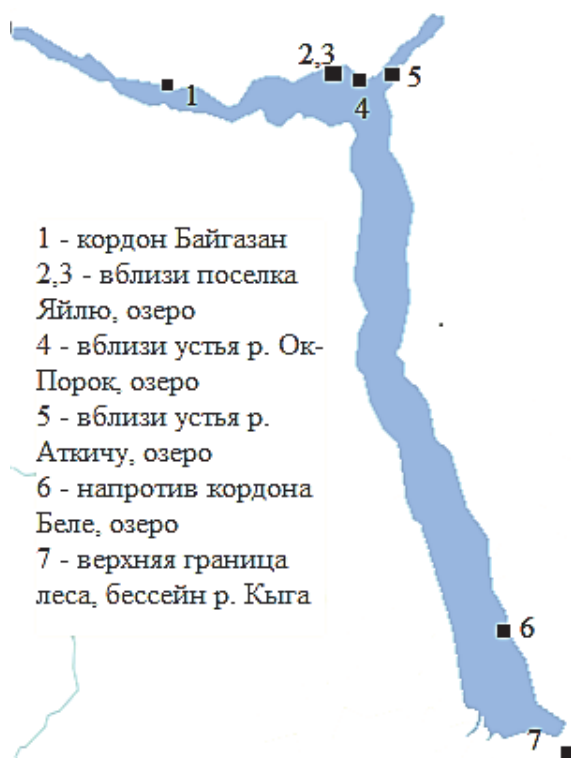 2,3
5
1
4
1 - кордон Байгазан
2,3 - вблизи поселка
Яйлю, озеро
4 - вблизи устья р. Ок-
Порок, озеро
5 - вблизи устья р.
Аткичу, озеро
6 - напротив кордона
Беле, озеро
7 - верхняя граница
леса, бессейн р. Кыга
6
7